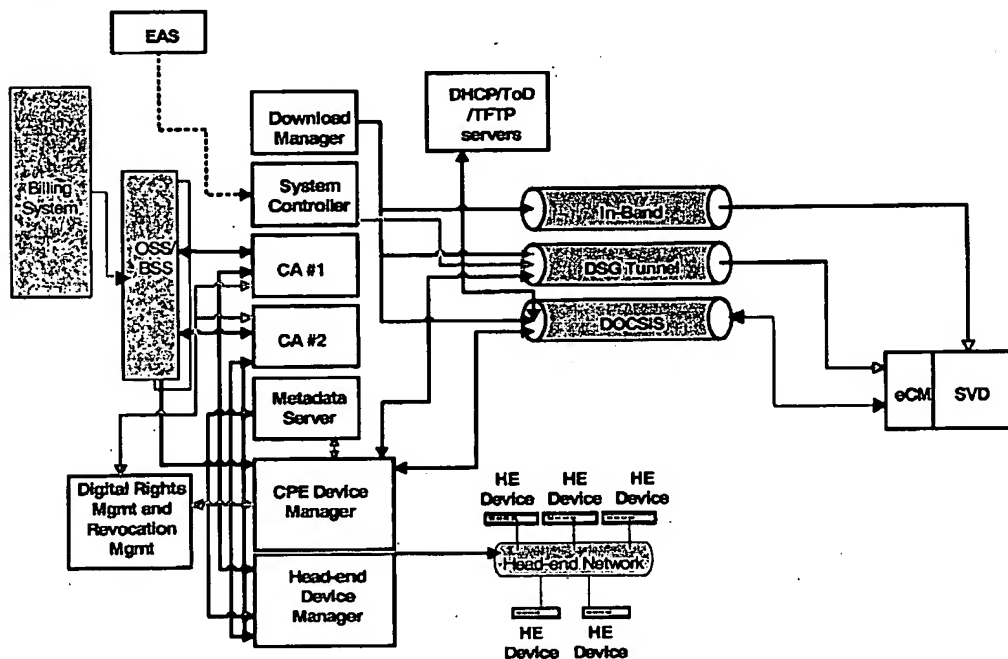 EAS
Billing
System
OSS/
BSS
Download
Manager
System
Controller
CA #1
CA #2
Metadata
Server
CPE Device
Manager
Head-end
Device
Manager
Digital Rights
Mgmt and
Revocation
Mgmt
DHCP/ToD
/TFTP
servers
In-Band
DSG Tunnel
DOCSIS
eCM
SVD
HE
Device
HE
Device
HE
Device
Head-end Network
HE
Device
HE
Device